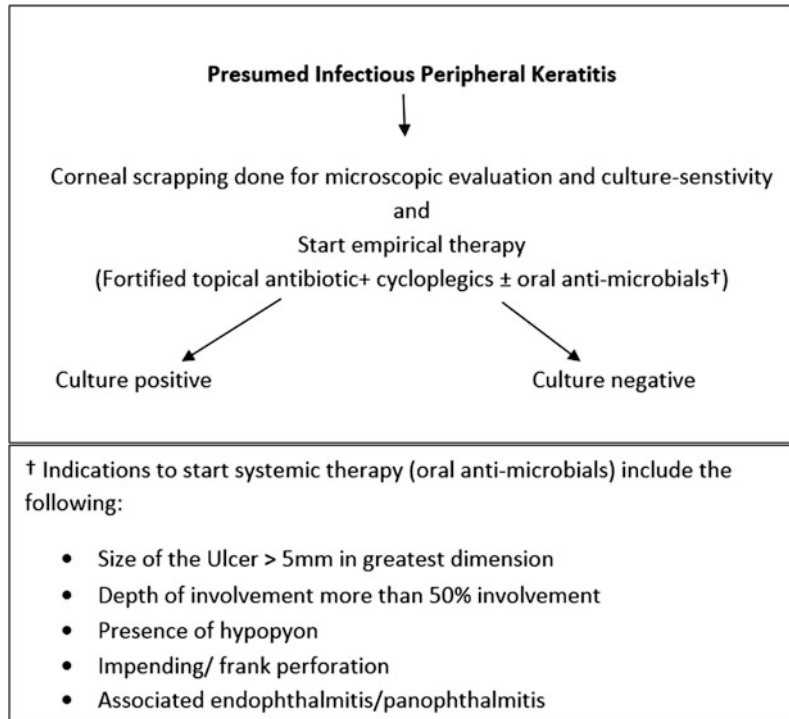 Presumed Infectious Peripheral Keratitis
Corneal scrapping done for microscopic evaluation and culture-senstivity
and
Start empirical therapy
(Fortified topical antibiotic+ cycloplegics ± oral anti-microbials†)
Culture positive
Culture negative
† Indications to start systemic therapy (oral anti-microbials) include the
following:
• Size of the Ulcer > 5mm in greatest dimension
• Depth of involvement more than 50% involvement
• Presence of hypopyon
• Impending/ frank perforation
• Associated endophthalmitis/panophthalmitis